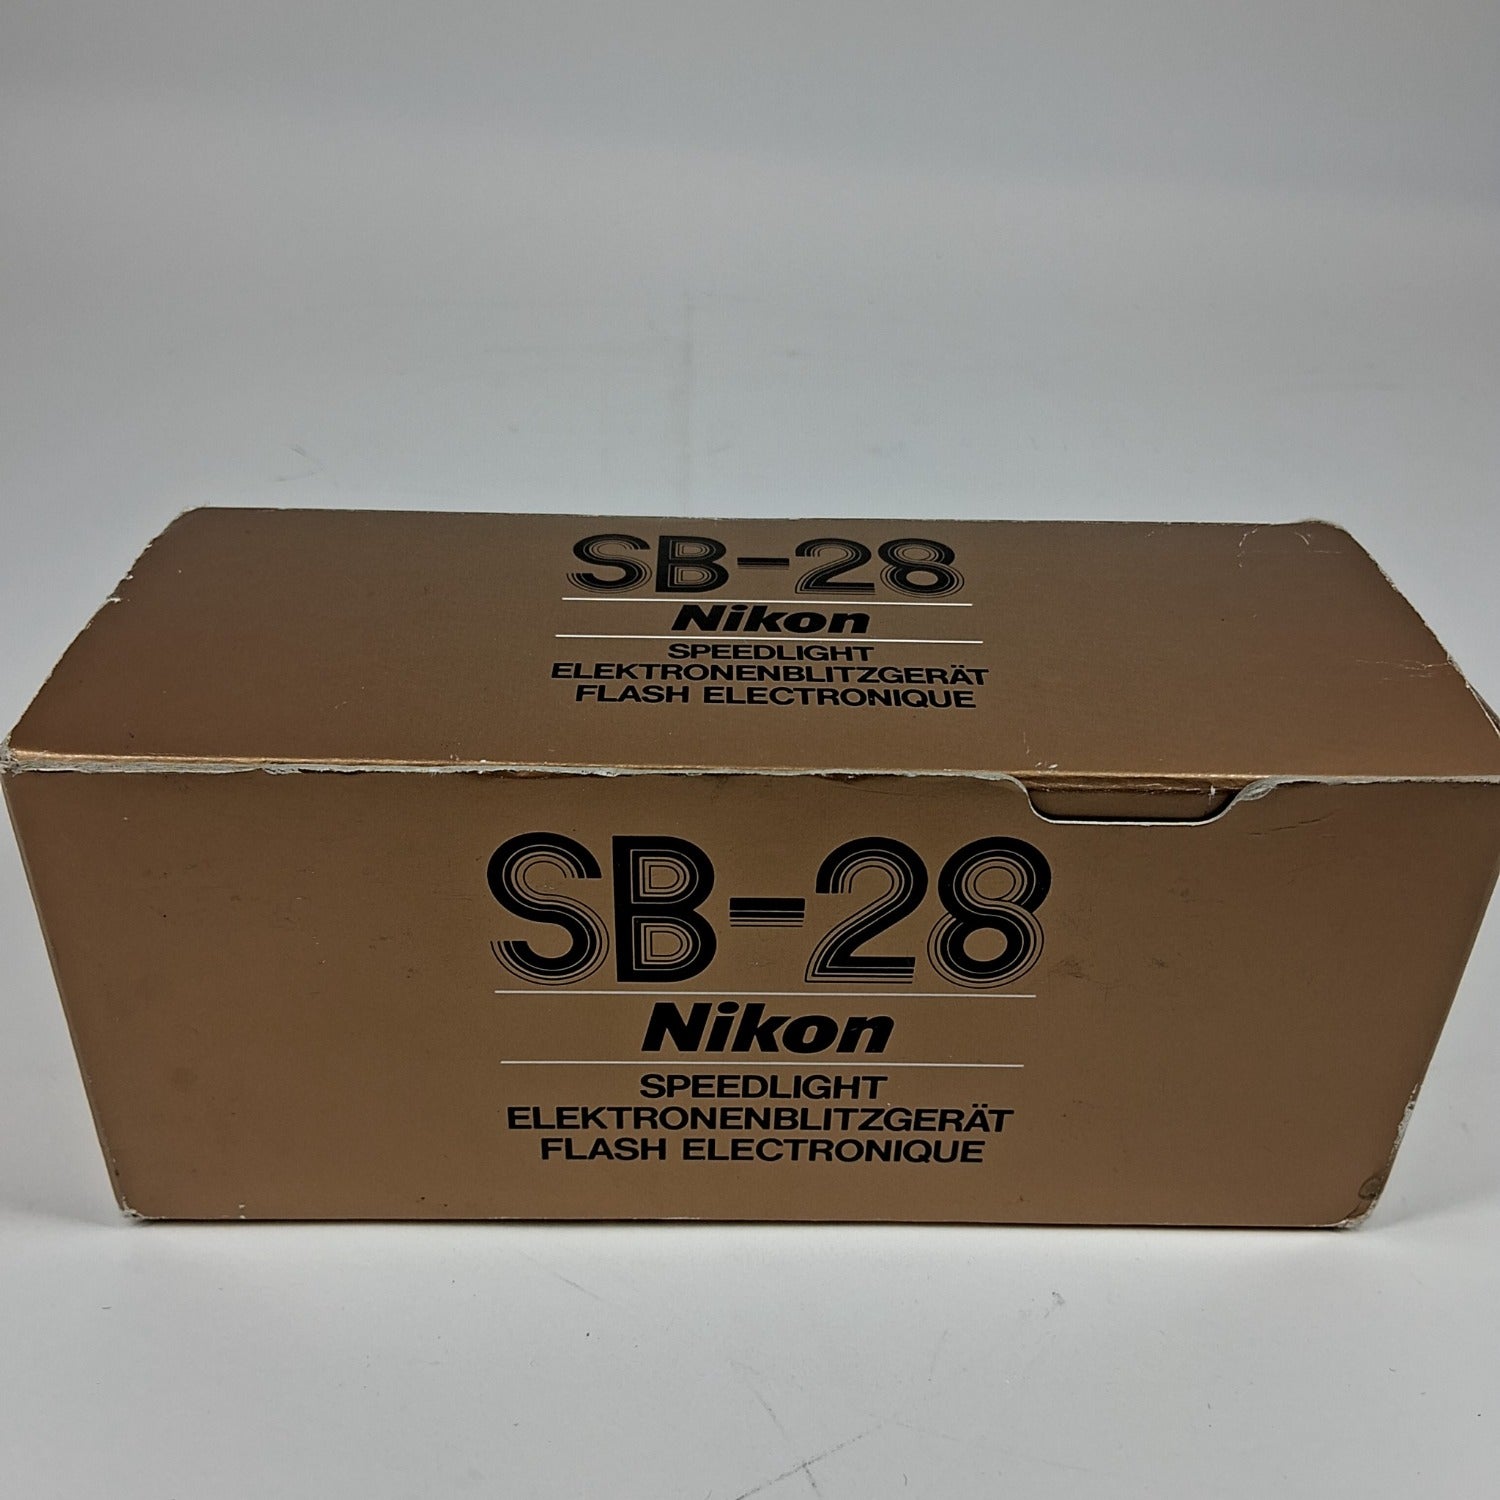 SB-28
Nikon
SPEEDLIGHT
ELEKTRONENBLITZGERÄT
FLASH ELECTRONIQUE
SB-28
Nikon
SPEEDLIGHT
ELEKTRONENBLITZGERÄT
FLASH ELECTRONIQUE